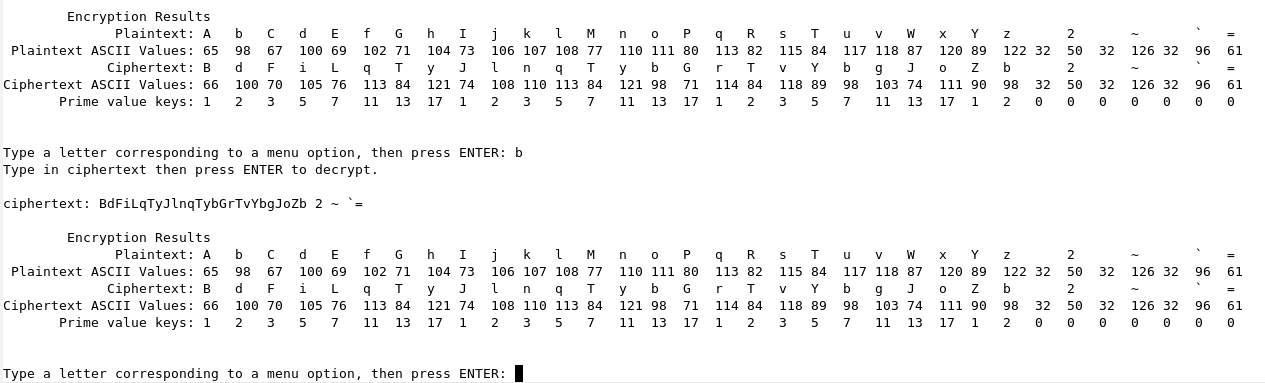 Encryption Results
Plaintext: A b C d E f G h I j k l M n o P q R s T u v W x Y z 2 ~ ` =
Plaintext ASCII Values: 65 98 67 100 69 102 71 104 73 106 107 108 77 110 111 80 113 82 115 84 117 118 87 120 89 122 32 50 32 126 32 96 61
Ciphertext: B d F i L q T y J l n q T y b G r T v Y b g J o Z b 2 ~ ` =
Ciphertext ASCII Values: 66 100 70 105 76 113 84 121 74 108 110 113 84 121 98 71 114 84 118 89 98 103 74 111 90 98 32 50 32 126 32 96 61
Prime value keys: 1 2 3 5 7 11 13 17 1 2 3 5 7 11 13 17 1 2 3 5 7 11 13 17 1 2 0 0 0 0 0 0 0
Type a letter corresponding to a menu option, then press ENTER: b
Type in ciphertext then press ENTER to decrypt.
ciphertext: BdFiLqTyJlnqTybGrTvYbgJoZb 2 ~ `=
Encryption Results
Plaintext: A b C d E f G h I j k l M n o P q R s T u v W x Y z 2 ~ ` =
Plaintext ASCII Values: 65 98 67 100 69 102 71 104 73 106 107 108 77 110 111 80 113 82 115 84 117 118 87 120 89 122 32 50 32 126 32 96 61
Ciphertext: B d F i L q T y J l n q T y b G r T v Y b g J o Z b 2 ~ ` =
Ciphertext ASCII Values: 66 100 70 105 76 113 84 121 74 108 110 113 84 121 98 71 114 84 118 89 98 103 74 111 90 98 32 50 32 126 32 96 61
Prime value keys: 1 2 3 5 7 11 13 17 1 2 3 5 7 11 13 17 1 2 3 5 7 11 13 17 1 2 0 0 0 0 0 0 0
Type a letter corresponding to a menu option, then press ENTER: